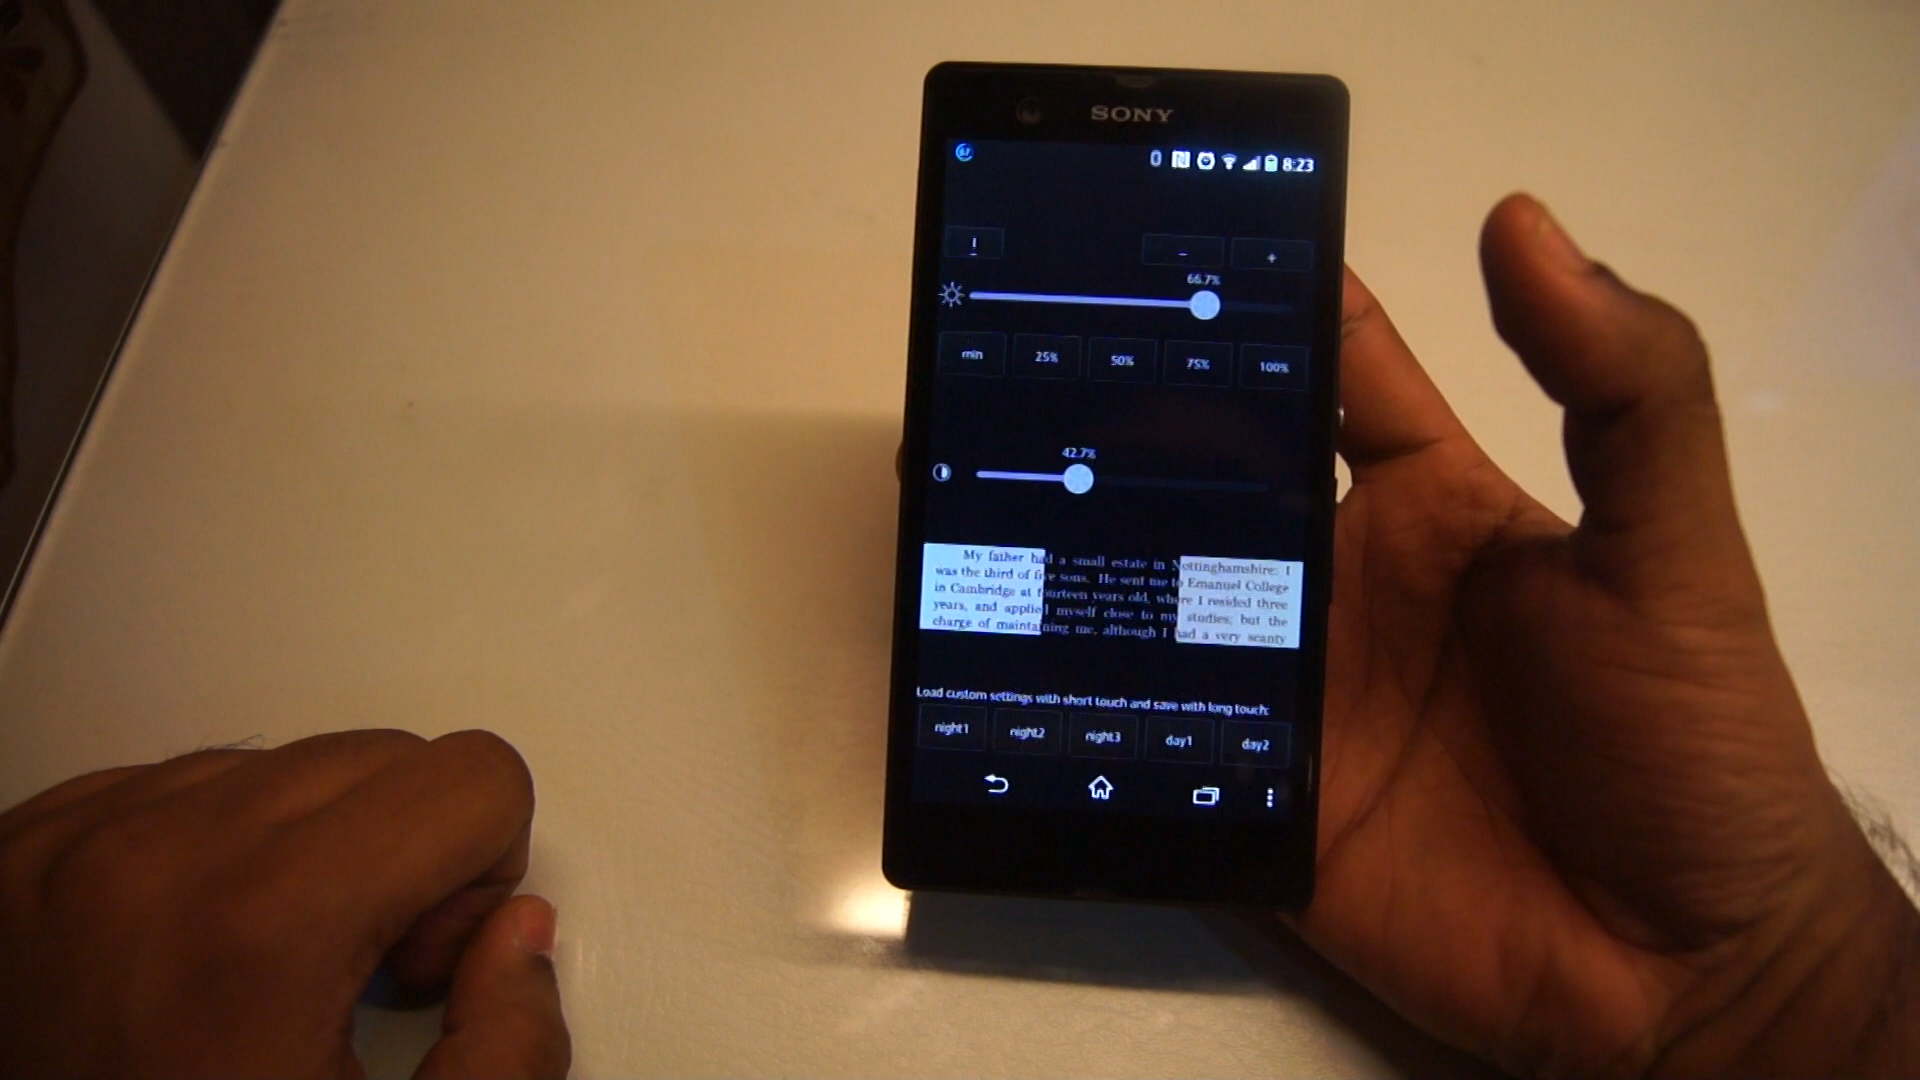 SONY
8:23
! - +
66.7%
min 25% 50% 75% 100%
42.7%
My father had a small estate in Nottinghamshire: I
was the third of five sons. He sent me to Emanuel College
in Cambridge at fourteen years old, where I resided three
years, and applied myself close to my studies; but the
charge of maintaining me, although I had a very scanty
Load custom settings with short touch and save with long touch:
night1 night2 night3 day1 day2